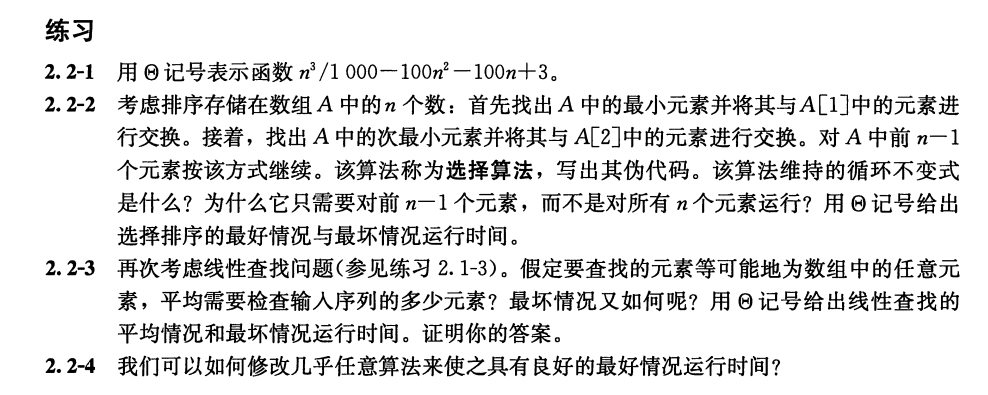 练习
2.2-1 用 Θ 记号表示函数 n³/1 000−100n²−100n+3。
2.2-2 考虑排序存储在数组 A 中的 n 个数：首先找出 A 中的最小元素并将其与A[1]中的元素进
行交换。接着，找出 A 中的次最小元素并将其与 A[2]中的元素进行交换。对 A 中前 n−1
个元素按该方式继续。该算法称为选择算法，写出其伪代码。该算法维持的循环不变式
是什么？为什么它只需要对前 n−1 个元素，而不是对所有 n 个元素运行？用 Θ 记号给出
选择排序的最好情况与最坏情况运行时间。
2.2-3 再次考虑线性查找问题(参见练习 2.1-3)。假定要查找的元素等可能地为数组中的任意元
素，平均需要检查输入序列的多少元素？最坏情况又如何呢？用 Θ 记号给出线性查找的
平均情况和最坏情况运行时间。证明你的答案。
2.2-4 我们可以如何修改几乎任意算法来使之具有良好的最好情况运行时间？